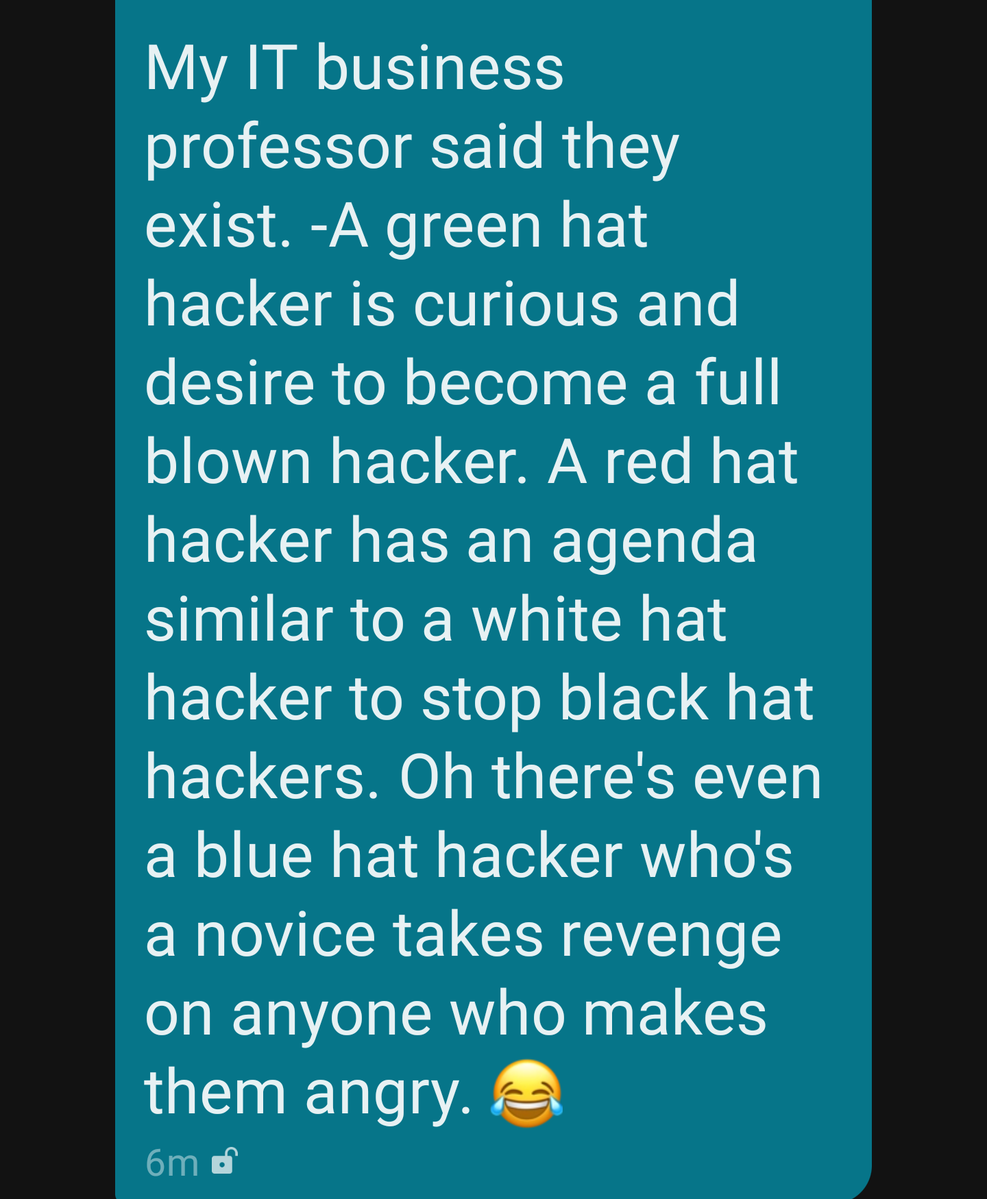 My IT business
professor said they
exist. -A green hat
hacker is curious and
desire to become a full
blown hacker. A red hat
hacker has an agenda
similar to a white hat
hacker to stop black hat
hackers. Oh there's even
a blue hat hacker who's
a novice takes revenge
on anyone who makes
them angry. 😂
6m